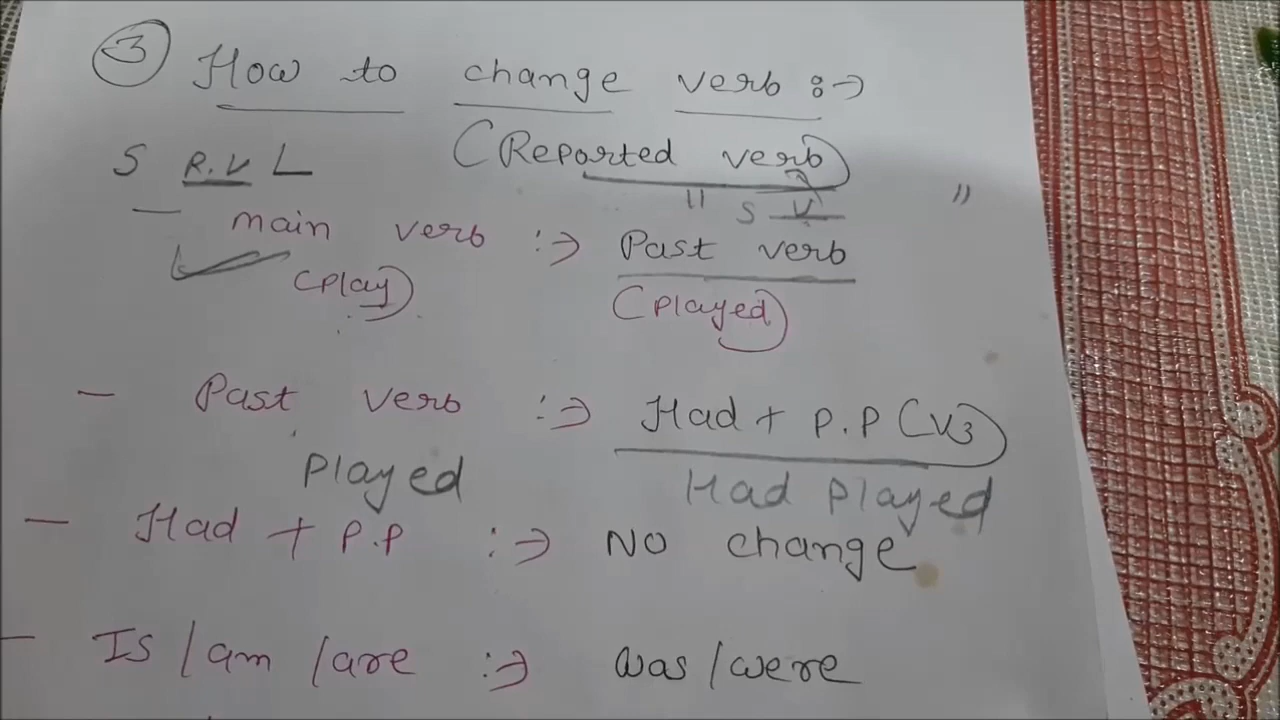 ③ How to change verb :->
S R.V L (Reported verb)
" S V "
- main verb :=> Past verb
(play) (Played)
- Past verb :=> Had + P.P (V3)
Played Had Played
- Had + P.P :=> No change
- Is / am / are :=> was / were